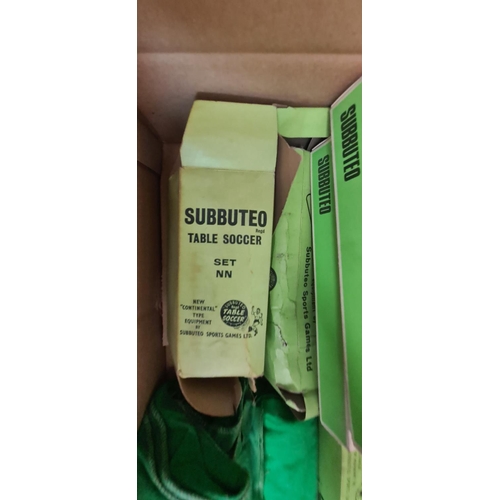 SUBBUTEO
Regd
TABLE SOCCER
SET
NN
NEW
"CONTINENTAL"
TYPE
EQUIPMENT
BY
SUBBUTEO SPORTS GAMES LTD.
SUBBUTEO
TABLE
SOCCER
Subbuteo Sports Games Ltd
SUBBUTEO
SUBBUTEO